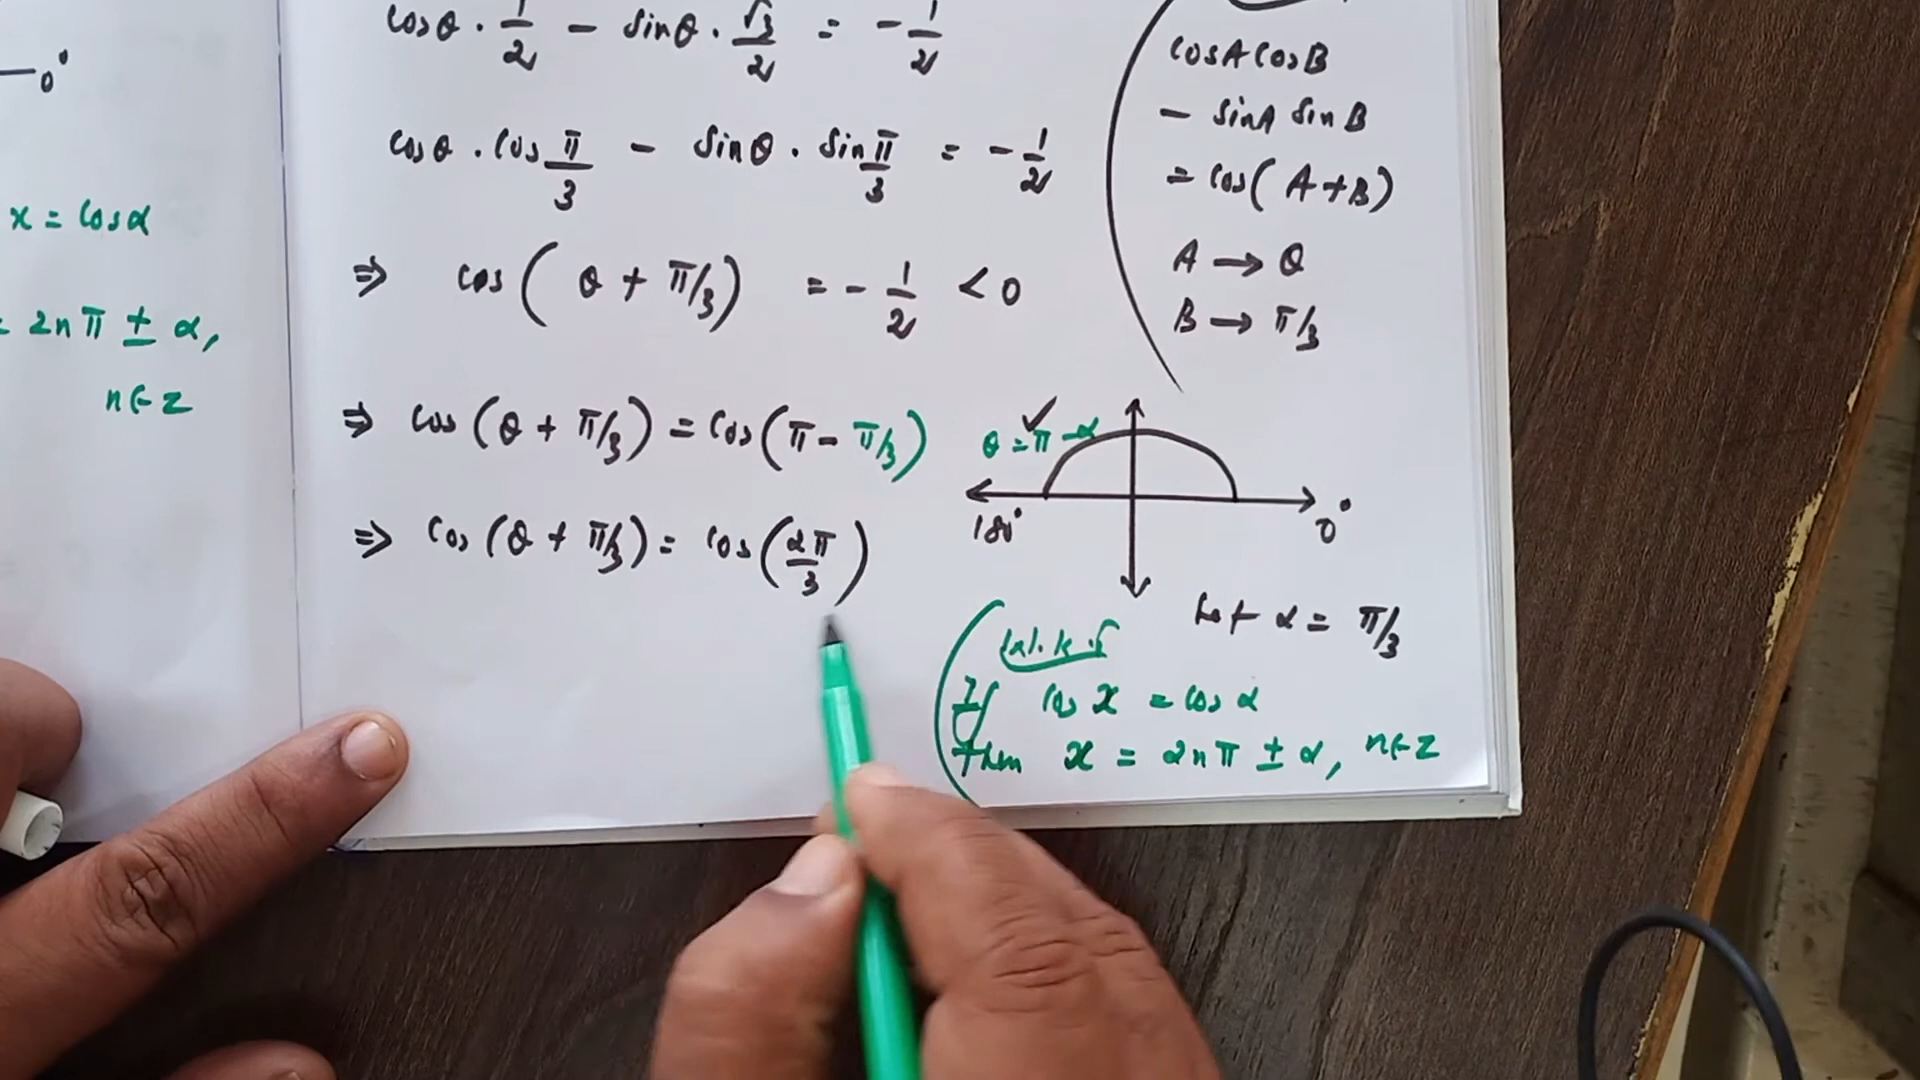 0°
x = cosα
= 2nπ ± α,
n∈z
cosθ · 1/2 − sinθ · √3/2 = −1/2
cosθ · cos π/3 − sinθ · sin π/3 = −1/2
⇒ cos(θ + π/3) = −1/2 < 0
⇒ cos(θ + π/3) = cos(π − π/3)
⇒ cos(θ + π/3) = cos(2π/3)
cosA cosB
− sinA sinB
= cos(A+B)
A → θ
B → π/3
θ = π − α ✓
180° 0°
Let α = π/3
If cos x = cos α
then x = 2nπ ± α, n∈z